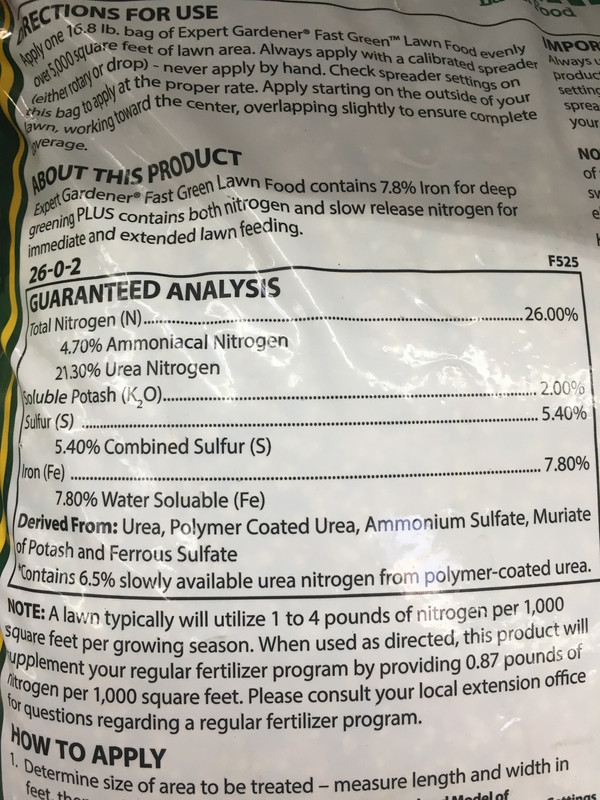 RECTIONS FOR USE
Apply one 16.8 lb. bag of Expert Gardener® Fast Green™ Lawn Food evenly
over 5,000 square feet of lawn area. Always apply with a calibrated spreader
(either rotary or drop) - never apply by hand. Check spreader settings on
this bag to apply at the proper rate. Apply starting on the outside of your
lawn, working toward the center, overlapping slightly to ensure complete
verage.
ABOUT THIS PRODUCT
Expert Gardener® Fast Green Lawn Food contains 7.8% Iron for deep
greening PLUS contains both nitrogen and slow release nitrogen for
immediate and extended lawn feeding.
26-0-2
F525
GUARANTEED ANALYSIS
Total Nitrogen (N) 26.00%
4.70% Ammoniacal Nitrogen
21.30% Urea Nitrogen
Soluble Potash (K₂O) 2.00%
Sulfur (S) 5.40%
5.40% Combined Sulfur (S)
Iron (Fe) 7.80%
7.80% Water Soluable (Fe)
Derived From: Urea, Polymer Coated Urea, Ammonium Sulfate, Muriate
of Potash and Ferrous Sulfate
*Contains 6.5% slowly available urea nitrogen from polymer-coated urea.
NOTE: A lawn typically will utilize 1 to 4 pounds of nitrogen per 1,000
square feet per growing season. When used as directed, this product will
supplement your regular fertilizer program by providing 0.87 pounds of
nitrogen per 1,000 square feet. Please consult your local extension office
for questions regarding a regular fertilizer program.
HOW TO APPLY
1. Determine size of area to be treated – measure length and width in
feet, the
Model of
ood
IMPOR
Always u
produc
setting
sprea
your
NO
of